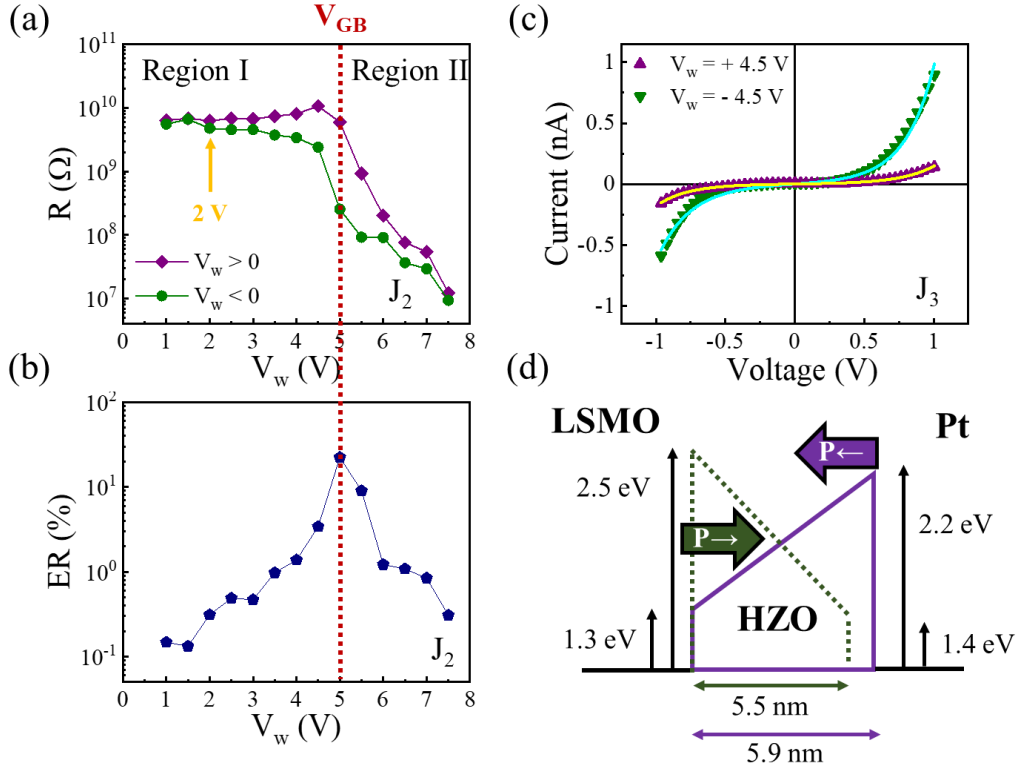 (a)
V_GB
R (Ω)
10^11
10^10
10^9
10^8
10^7
Region I
Region II
2 V
V_w > 0
V_w < 0
J_2
0 1 2 3 4 5 6 7 8
V_w (V)
(b)
ER (%)
10^2
10^1
10^0
10^-1
J_2
0 1 2 3 4 5 6 7 8
V_w (V)
(c)
Current (nA)
1
0.5
0
-0.5
-1
V_w = + 4.5 V
V_w = - 4.5 V
J_3
-1 -0.5 0 0.5 1
Voltage (V)
(d)
LSMO
Pt
P←
2.5 eV
P→
2.2 eV
HZO
1.3 eV
1.4 eV
5.5 nm
5.9 nm